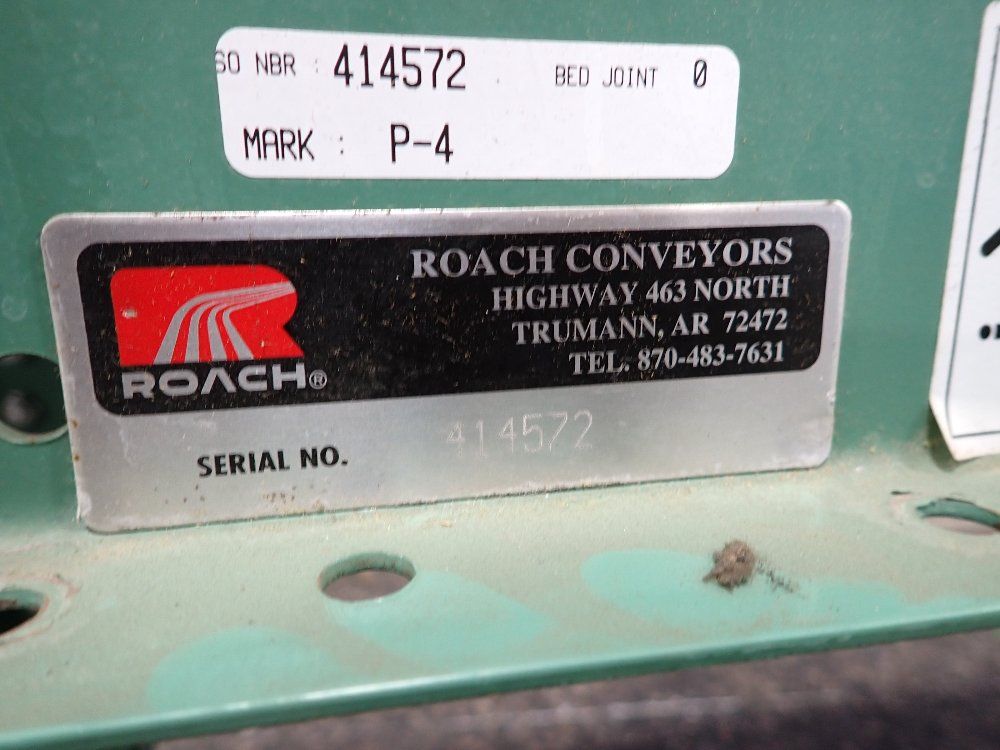 SO NBR : 414572 BED JOINT 0
MARK : P-4
ROACH CONVEYORS
HIGHWAY 463 NORTH
TRUMANN, AR 72472
TEL. 870-483-7631
ROACH®
SERIAL NO. 414572